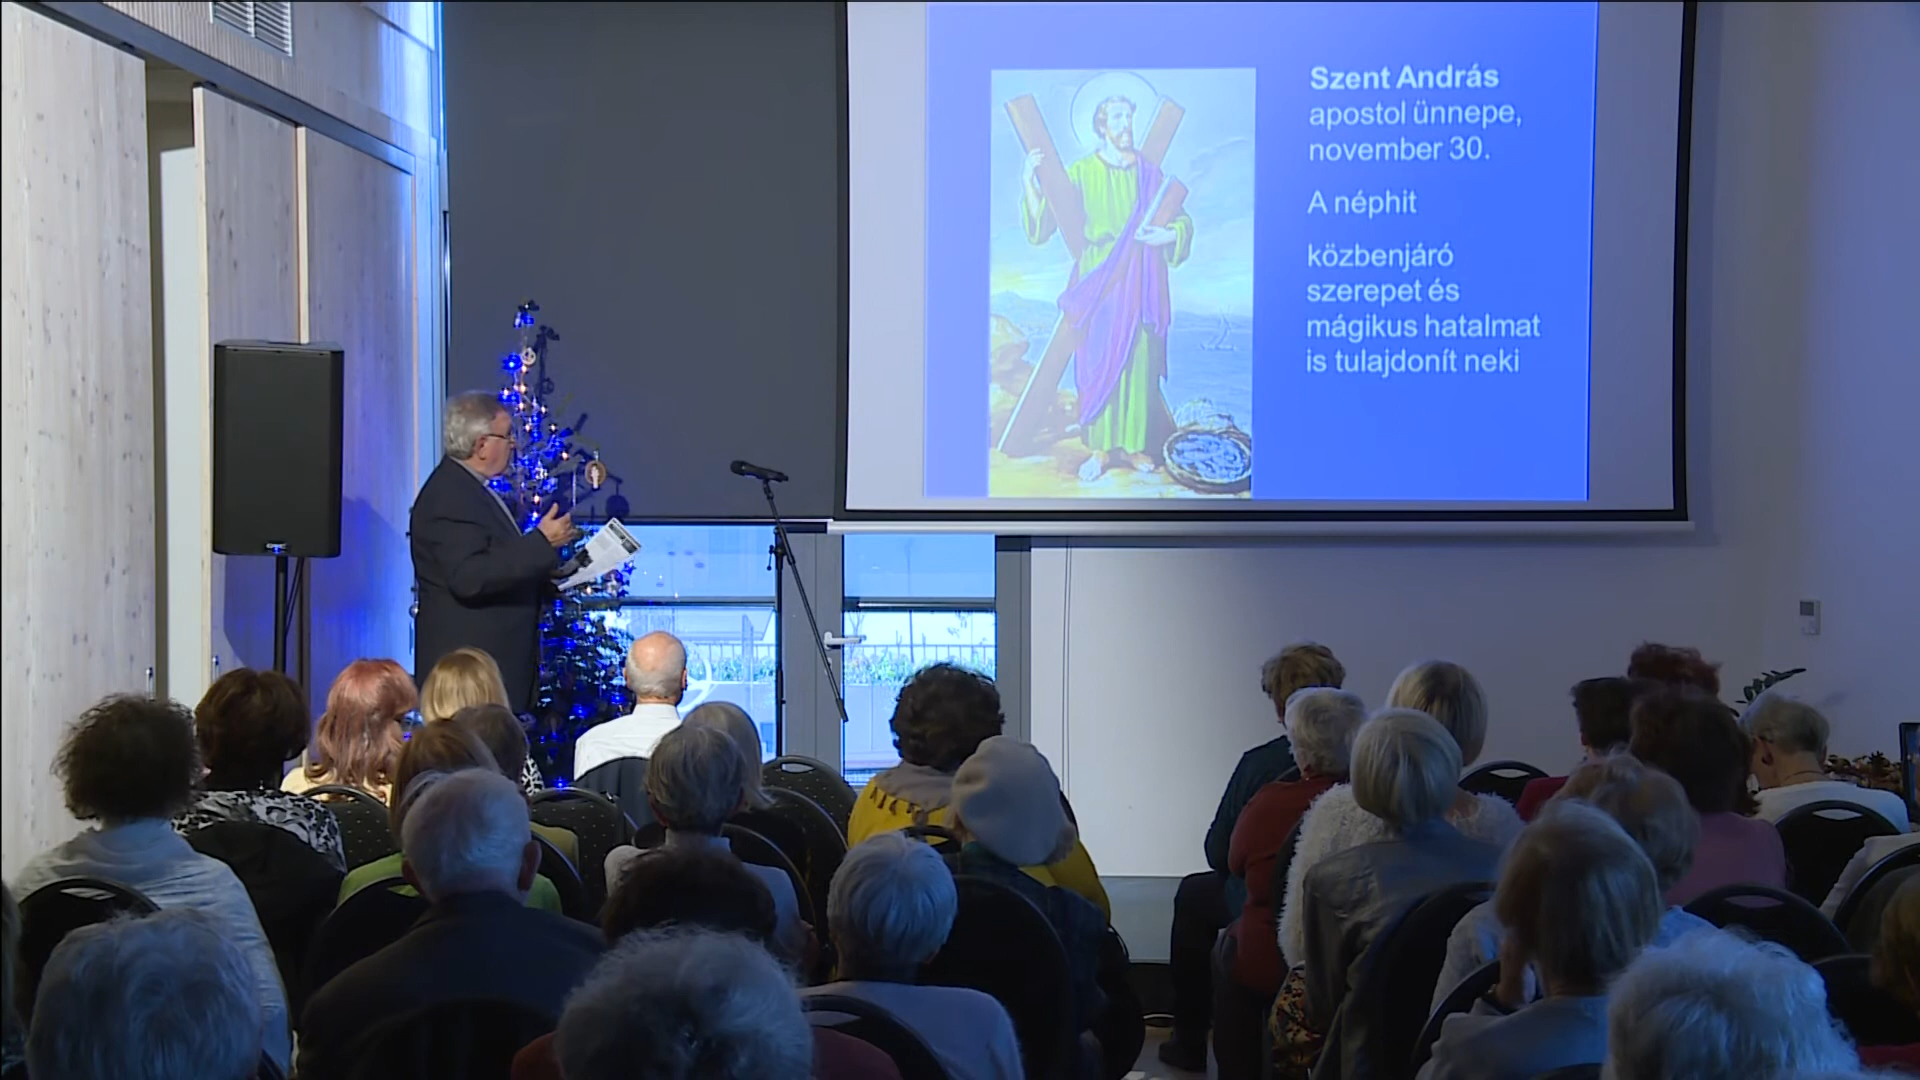 Szent András
apostol ünnepe,
november 30.
A néphit
közbenjáró
szerepet és
mágikus hatalmat
is tulajdonít neki